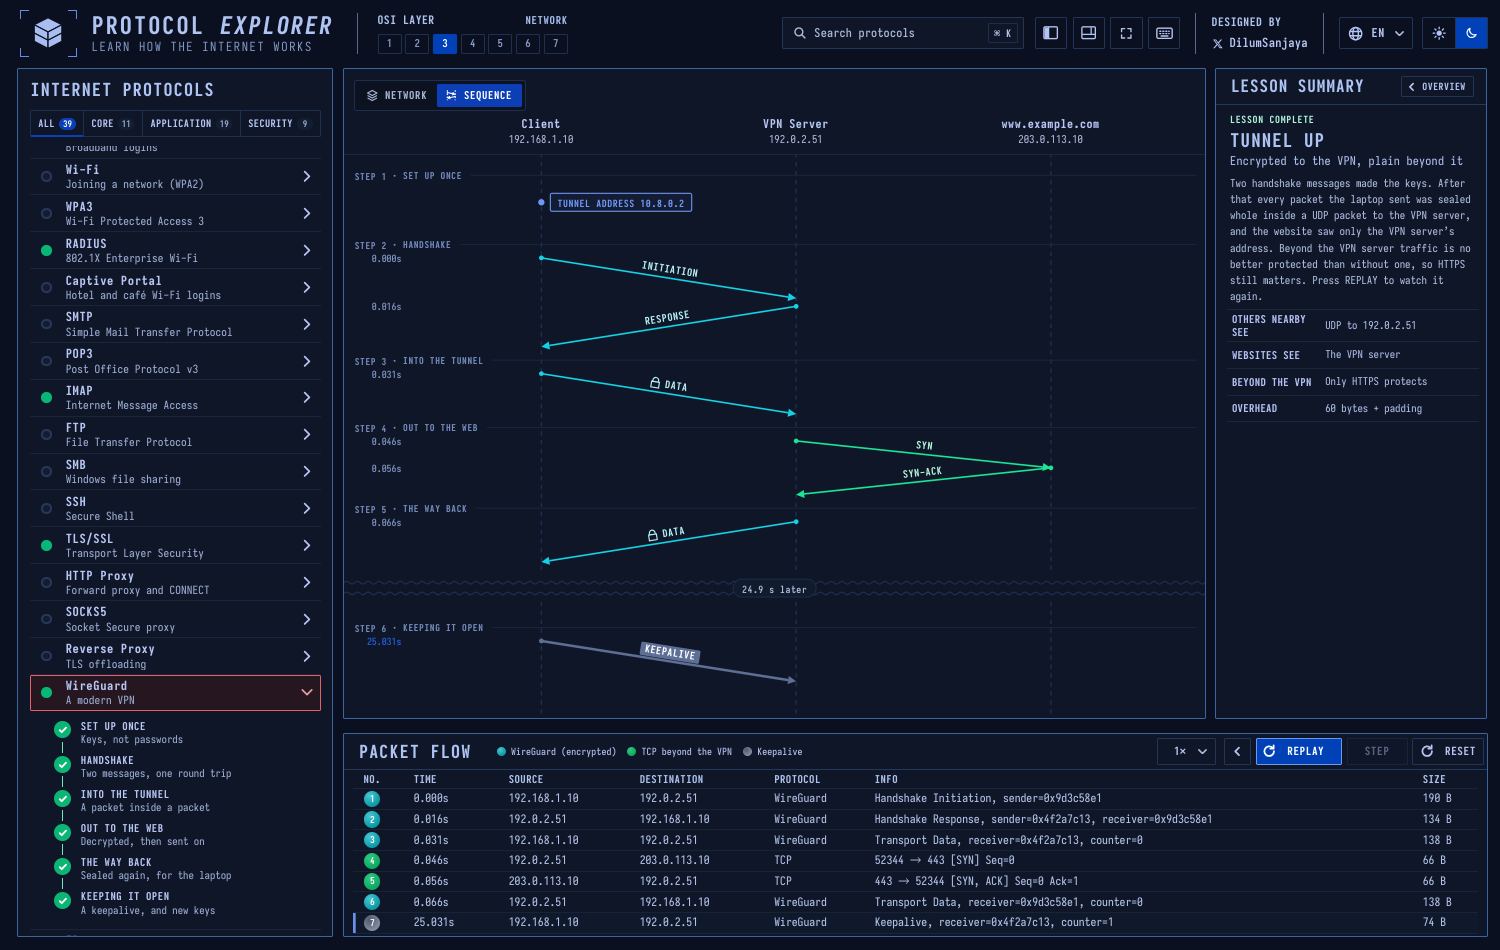 PROTOCOL EXPLORER
LEARN HOW THE INTERNET WORKS
OSI LAYER NETWORK
1 2 3 4 5 6 7
Search protocols ⌘ K
DESIGNED BY
DilumSanjaya
EN
INTERNET PROTOCOLS
ALL 39 CORE 11 APPLICATION 19 SECURITY 9
Broadband logins
Wi-Fi
Joining a network (WPA2)
WPA3
Wi-Fi Protected Access 3
RADIUS
802.1X Enterprise Wi-Fi
Captive Portal
Hotel and café Wi-Fi logins
SMTP
Simple Mail Transfer Protocol
POP3
Post Office Protocol v3
IMAP
Internet Message Access
FTP
File Transfer Protocol
SMB
Windows file sharing
SSH
Secure Shell
TLS/SSL
Transport Layer Security
HTTP Proxy
Forward proxy and CONNECT
SOCKS5
Socket Secure proxy
Reverse Proxy
TLS offloading
WireGuard
A modern VPN
SET UP ONCE
Keys, not passwords
HANDSHAKE
Two messages, one round trip
INTO THE TUNNEL
A packet inside a packet
OUT TO THE WEB
Decrypted, then sent on
THE WAY BACK
Sealed again, for the laptop
KEEPING IT OPEN
A keepalive, and new keys
NETWORK SEQUENCE
Client VPN Server www.example.com
192.168.1.10 192.0.2.51 203.0.113.10
STEP 1 · SET UP ONCE
TUNNEL ADDRESS 10.8.0.2
STEP 2 · HANDSHAKE
0.000s
INITIATION
0.016s
RESPONSE
STEP 3 · INTO THE TUNNEL
0.031s
DATA
STEP 4 · OUT TO THE WEB
0.046s
SYN
0.056s
SYN-ACK
STEP 5 · THE WAY BACK
0.066s
DATA
24.9 s later
STEP 6 · KEEPING IT OPEN
25.031s
KEEPALIVE
LESSON SUMMARY OVERVIEW
LESSON COMPLETE
TUNNEL UP
Encrypted to the VPN, plain beyond it
Two handshake messages made the keys. After
that every packet the laptop sent was sealed
whole inside a UDP packet to the VPN server,
and the website saw only the VPN server's
address. Beyond the VPN server traffic is no
better protected than without one, so HTTPS
still matters. Press REPLAY to watch it
again.
OTHERS NEARBY SEE UDP to 192.0.2.51
WEBSITES SEE The VPN server
BEYOND THE VPN Only HTTPS protects
OVERHEAD 60 bytes + padding
PACKET FLOW WireGuard (encrypted) TCP beyond the VPN Keepalive 1× REPLAY STEP RESET
NO. TIME SOURCE DESTINATION PROTOCOL INFO SIZE
1 0.000s 192.168.1.10 192.0.2.51 WireGuard Handshake Initiation, sender=0x9d3c58e1 190 B
2 0.016s 192.0.2.51 192.168.1.10 WireGuard Handshake Response, sender=0x4f2a7c13, receiver=0x9d3c58e1 134 B
3 0.031s 192.168.1.10 192.0.2.51 WireGuard Transport Data, receiver=0x4f2a7c13, counter=0 138 B
4 0.046s 192.0.2.51 203.0.113.10 TCP 52344 → 443 [SYN] Seq=0 66 B
5 0.056s 203.0.113.10 192.0.2.51 TCP 443 → 52344 [SYN, ACK] Seq=0 Ack=1 66 B
6 0.066s 192.0.2.51 192.168.1.10 WireGuard Transport Data, receiver=0x9d3c58e1, counter=0 138 B
7 25.031s 192.168.1.10 192.0.2.51 WireGuard Keepalive, receiver=0x4f2a7c13, counter=1 74 B